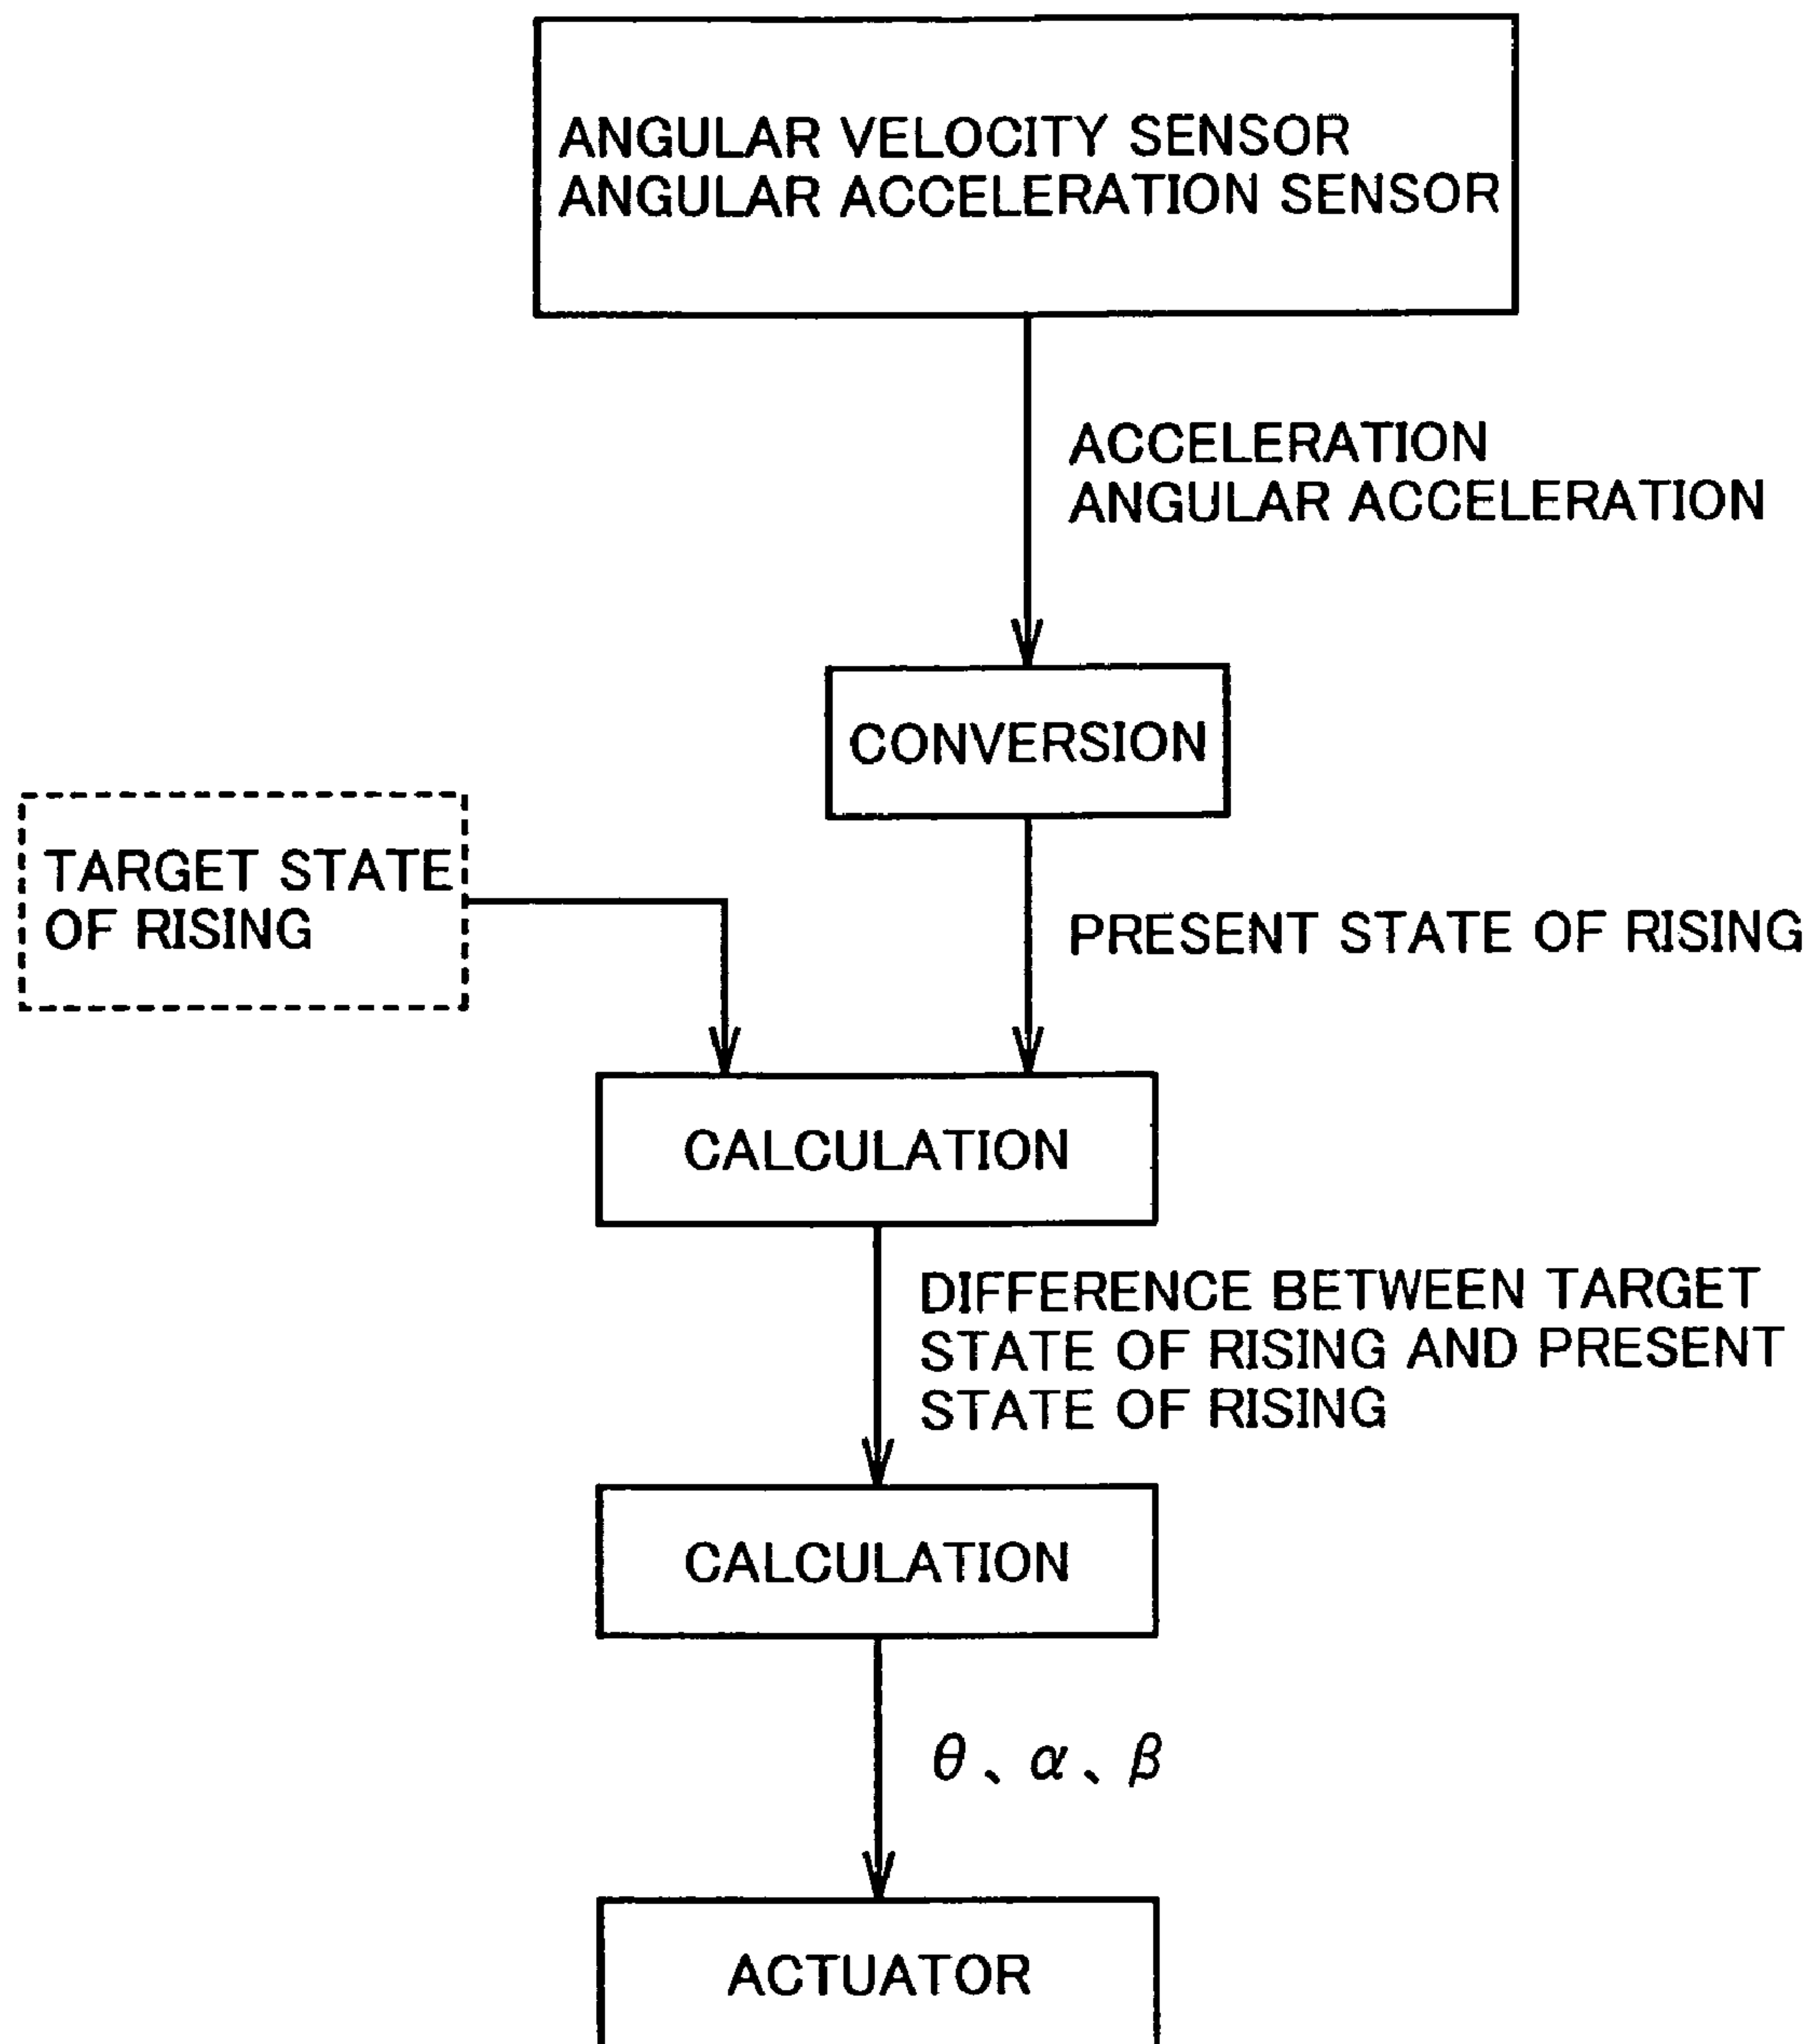 ANGULAR VELOCITY SENSOR
ANGULAR ACCELERATION SENSOR
ACCELERATION
ANGULAR ACCELERATION
CONVERSION
TARGET STATE
OF RISING
PRESENT STATE OF RISING
CALCULATION
DIFFERENCE BETWEEN TARGET
STATE OF RISING AND PRESENT
STATE OF RISING
CALCULATION
θ、α、β
ACTUATOR